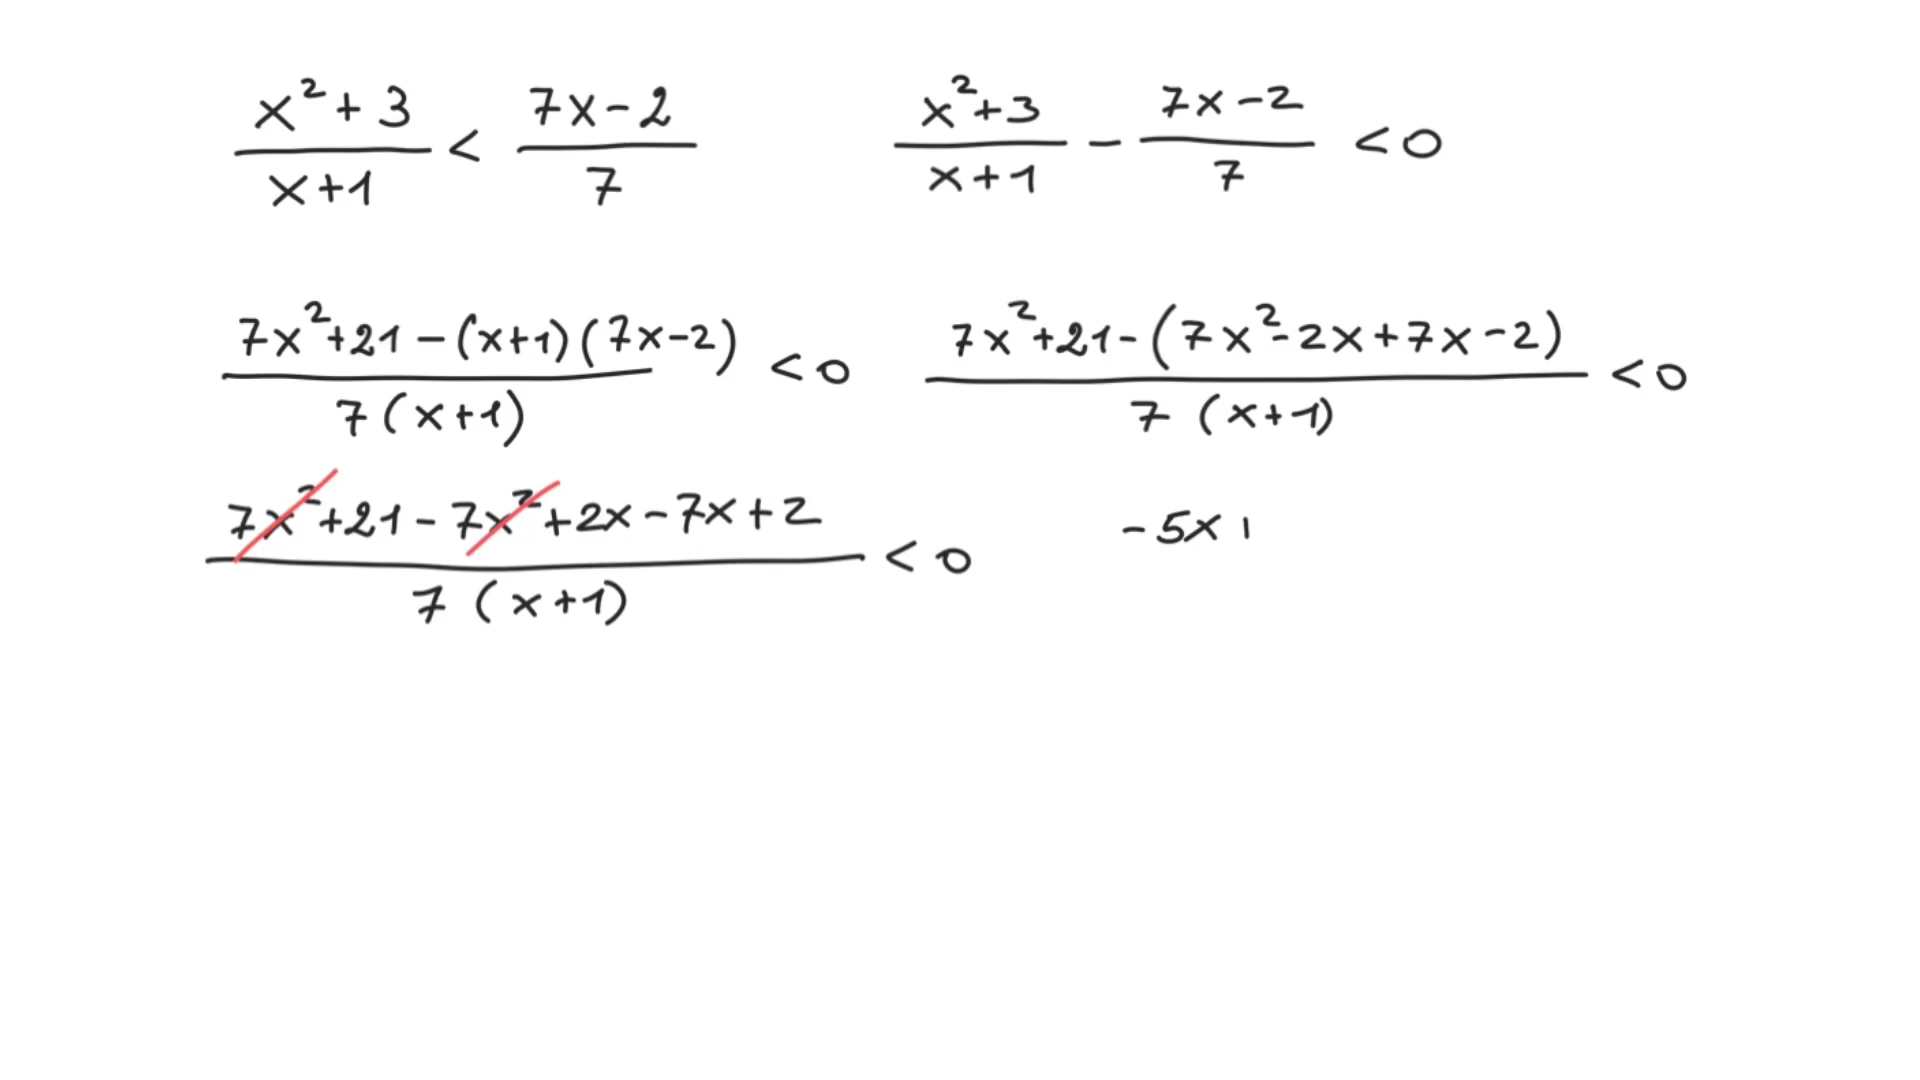 x²+3 / x+1 < 7x-2 / 7    x²+3 / x+1 - 7x-2 / 7 <0
7x²+21-(x+1)(7x-2) / 7(x+1) <0    7x²+21-(7x²-2x+7x-2) / 7(x+1) <0
7x²+21-7x²+2x-7x+2 / 7(x+1) <0    -5x